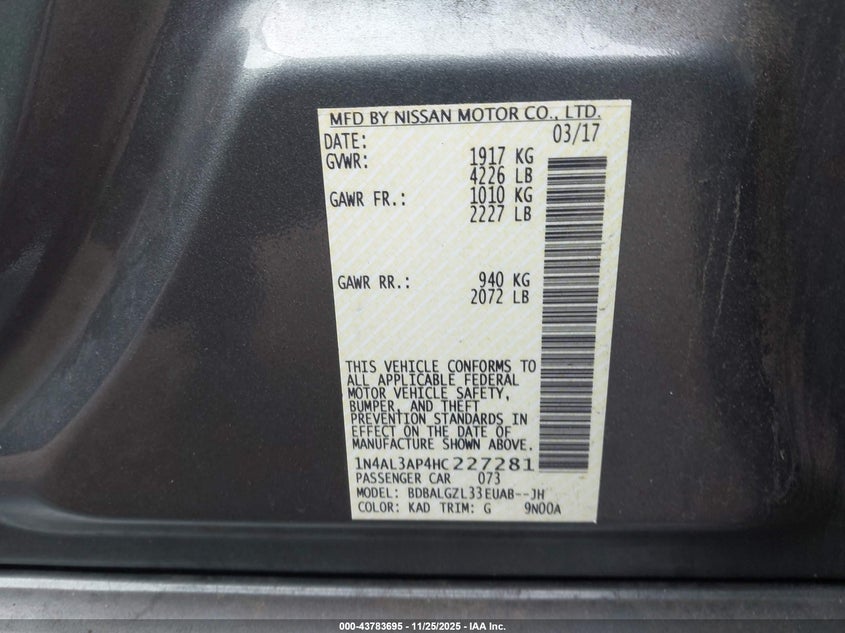 MFD BY NISSAN MOTOR CO., LTD.
DATE: 03/17
GVWR: 1917 KG
4226 LB
GAWR FR.: 1010 KG
2227 LB
GAWR RR.: 940 KG
2072 LB
THIS VEHICLE CONFORMS TO
ALL APPLICABLE FEDERAL
MOTOR VEHICLE SAFETY,
BUMPER, AND THEFT
PREVENTION STANDARDS IN
EFFECT ON THE DATE OF
MANUFACTURE SHOWN ABOVE.
1N4AL3AP4HC227281
PASSENGER CAR 073
MODEL: BDBALGZL33EUAB--JH
COLOR: KAD TRIM: G 9N00A
000-43783695 - 11/25/2025 - IAA Inc.